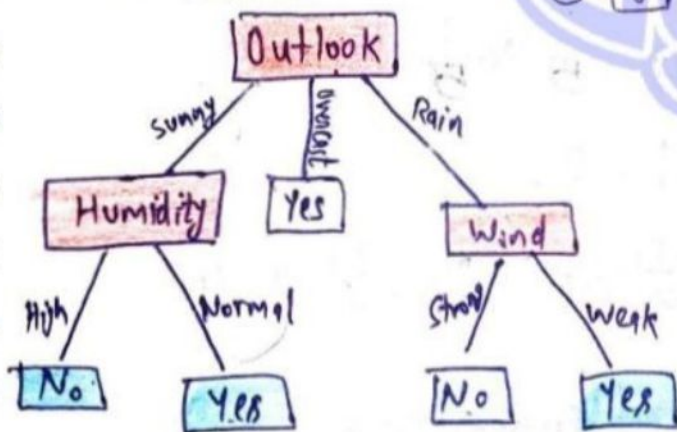 Outlook
Sunny
Overcast
Rain
Humidity
Yes
Wind
High
Normal
Strong
Weak
No
Yes
No
Yes